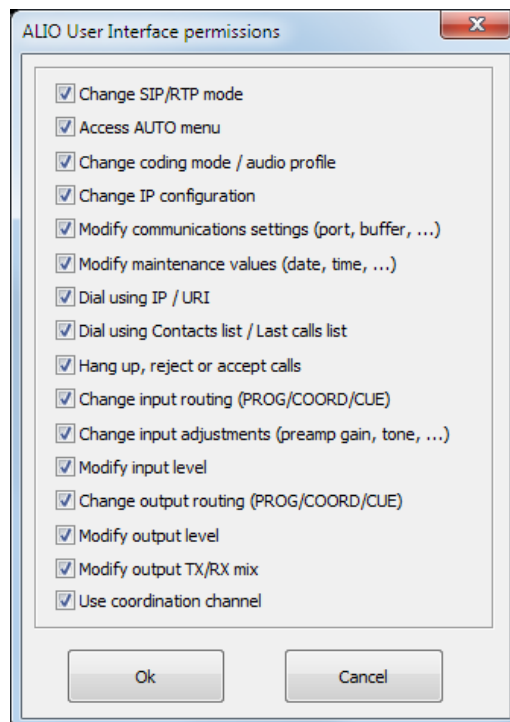 ALIO User Interface permissions
Change SIP/RTP mode
Access AUTO menu
Change coding mode / audio profile
Change IP configuration
Modify communications settings (port, buffer, ...)
Modify maintenance values (date, time, ...)
Dial using IP / URI
Dial using Contacts list / Last calls list
Hang up, reject or accept calls
Change input routing (PROG/COORD/CUE)
Change input adjustments (preamp gain, tone, ...)
Modify input level
Change output routing (PROG/COORD/CUE)
Modify output level
Modify output TX/RX mix
Use coordination channel
Ok Cancel